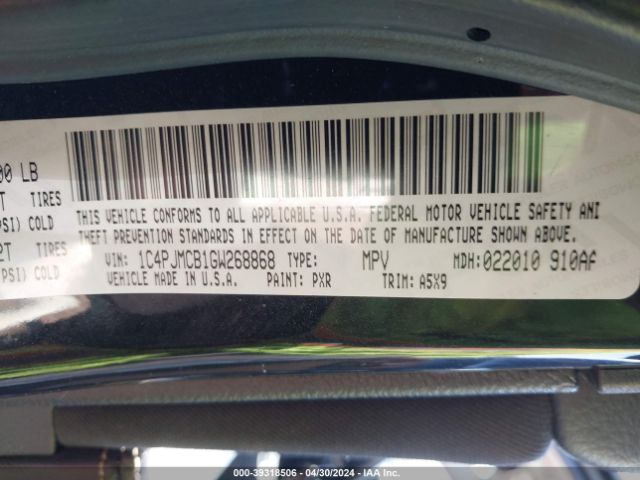 00 LB
TIRES
PSI) COLD
2T TIRES
PSI) COLD
THIS VEHICLE CONFORMS TO ALL APPLICABLE U.S.A. FEDERAL MOTOR VEHICLE SAFETY AND
THEFT PREVENTION STANDARDS IN EFFECT ON THE DATE OF MANUFACTURE SHOWN ABOVE.
VIN: 1C4PJMCB1GW268868 TYPE: MPV MDH:022010 910AF
VEHICLE MADE IN U.S.A. PAINT: PXR TRIM: A5X9
000-39318506 - 04/30/2024 - IAA Inc.